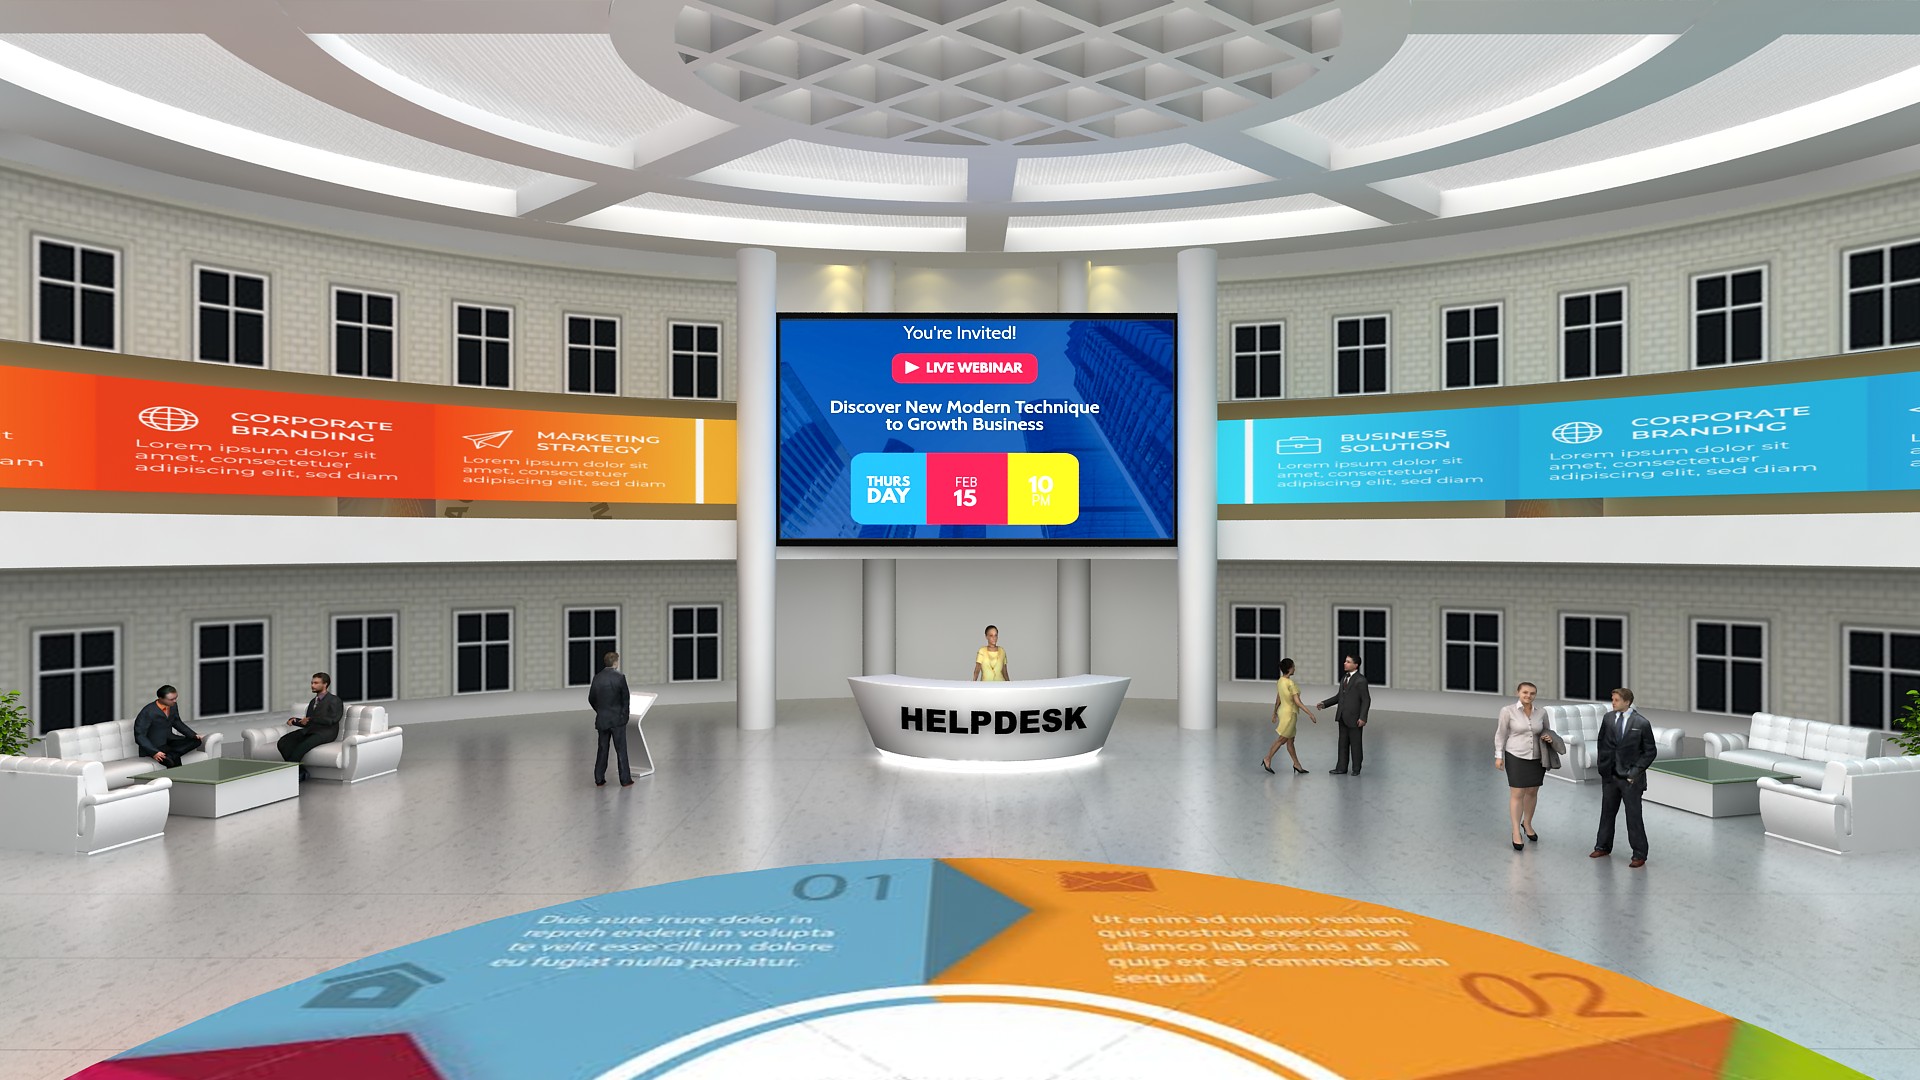 You're Invited!
LIVE WEBINAR
Discover New Modern Technique
to Growth Business
THURS
DAY
FEB
15
10
PM
am
CORPORATE
BRANDING
Lorem ipsum dolor sit
amet, consectetuer
adipiscing elit, sed diam
MARKETING
STRATEGY
Lorem ipsum dolor sit
amet, consectetuer
adipiscing elit, sed diam
BUSINESS
SOLUTION
Lorem ipsum dolor sit
amet, consectetuer
adipiscing elit, sed diam
CORPORATE
BRANDING
Lorem ipsum dolor sit
amet, consectetuer
adipiscing elit, sed diam
HELPDESK
01
Duis aute irure dolor in
repreh enderit in volupta
te velit esse cillum dolore
eu fugiat nulla pariatur.
Ut enim ad minim veniam,
quis nostrud exercitation
ullamco laboris nisi ut ali
quip ex ea commodo con
sequat.
02